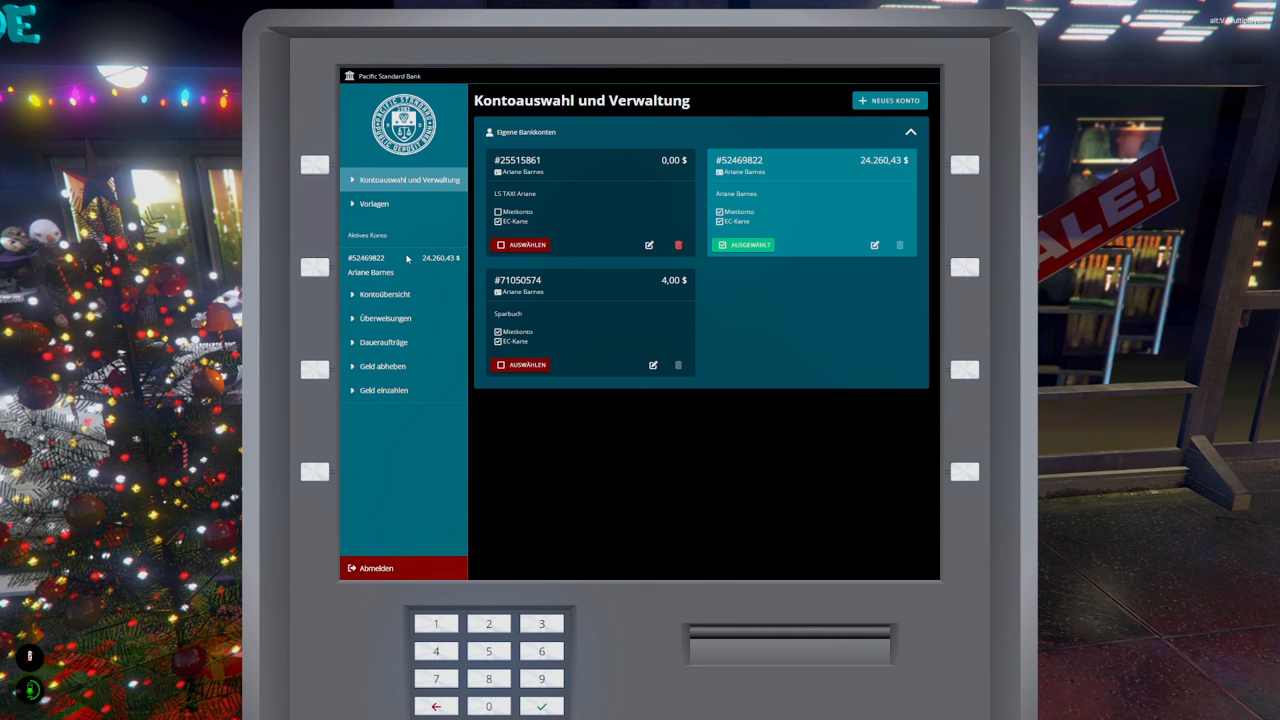 alt:V Multiplayer
Pacific Standard Bank
Kontoauswahl und Verwaltung
NEUES KONTO
Kontoauswahl und Verwaltung
Vorlagen
Aktives Konto
#52469822 24.260,43 $
Ariane Barnes
Kontoübersicht
Überweisungen
Daueraufträge
Geld abheben
Geld einzahlen
Abmelden
Eigene Bankkonten
#25515861 0,00 $
Ariane Barnes
LS TAXI Ariane
Mietkonto
EC-Karte
AUSWÄHLEN
#52469822 24.260,43 $
Ariane Barnes
Ariane Barnes
Mietkonto
EC-Karte
AUSGEWÄHLT
#71050574 4,00 $
Ariane Barnes
Sparbuch
Mietkonto
EC-Karte
AUSWÄHLEN
1 2 3
4 5 6
7 8 9
0
ALE!